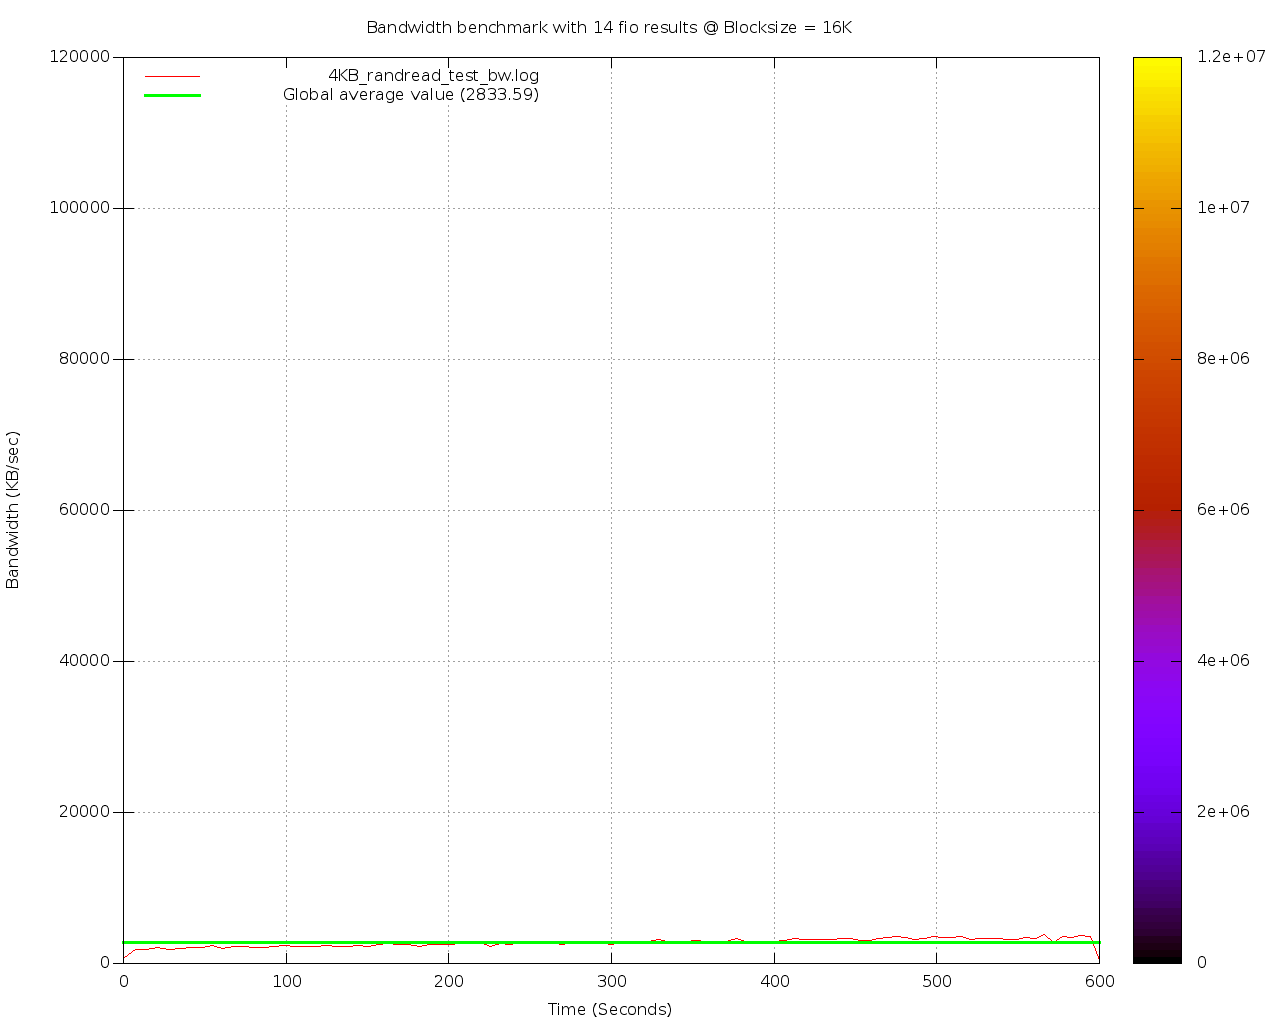 Bandwidth benchmark with 14 fio results @ Blocksize = 16K
4KB_randread_test_bw.log
Global average value (2833.59)
120000
100000
80000
60000
40000
20000
0
Bandwidth (KB/sec)
0 100 200 300 400 500 600
Time (Seconds)
1.2e+07
1e+07
8e+06
6e+06
4e+06
2e+06
0